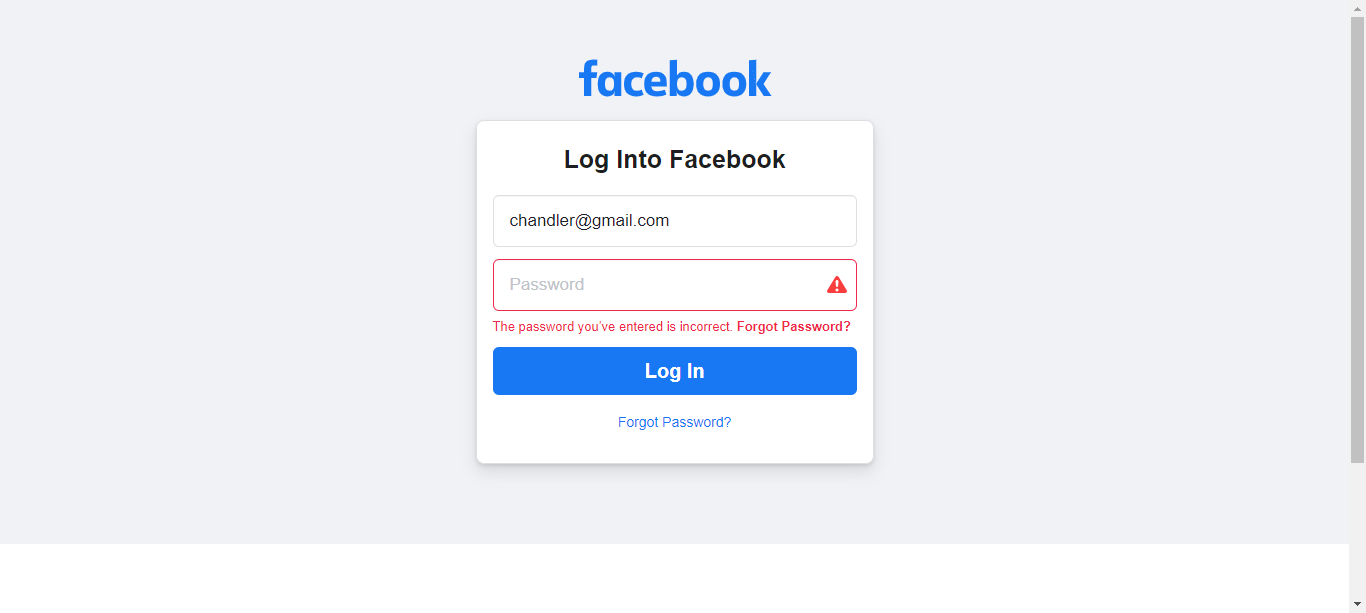 facebook
Log Into Facebook
chandler@gmail.com
Password
The password you've entered is incorrect. Forgot Password?
Log In
Forgot Password?